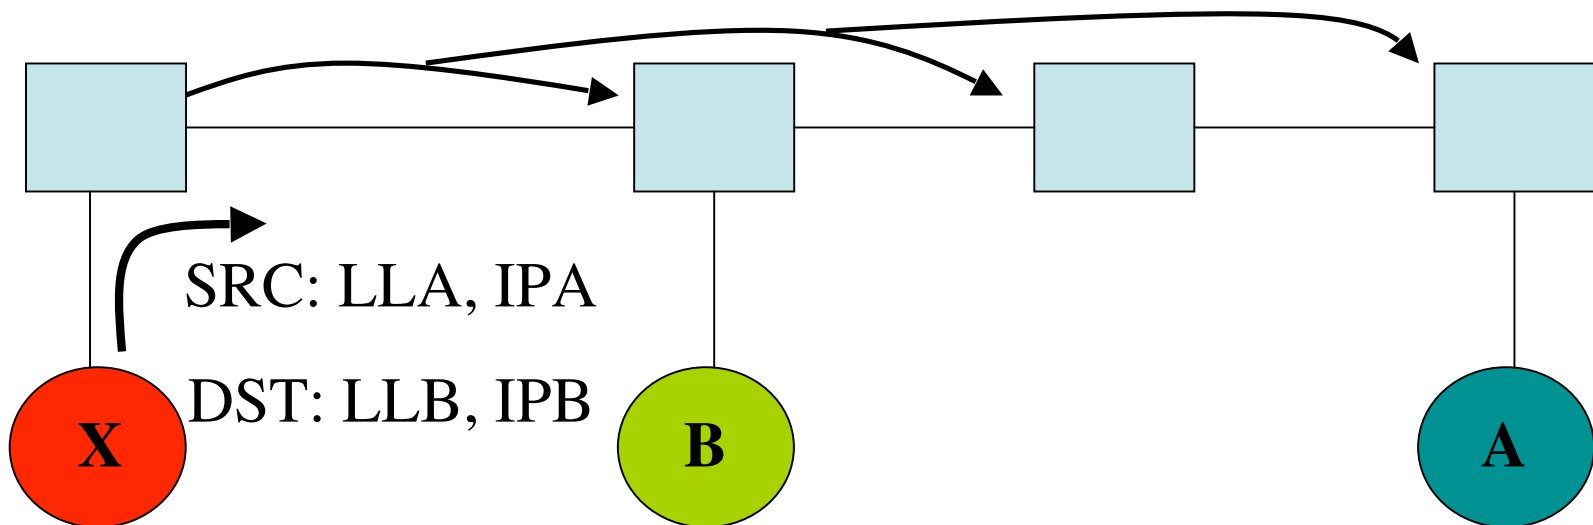 SRC: LLA, IPA
DST: LLB, IPB
X
B
A